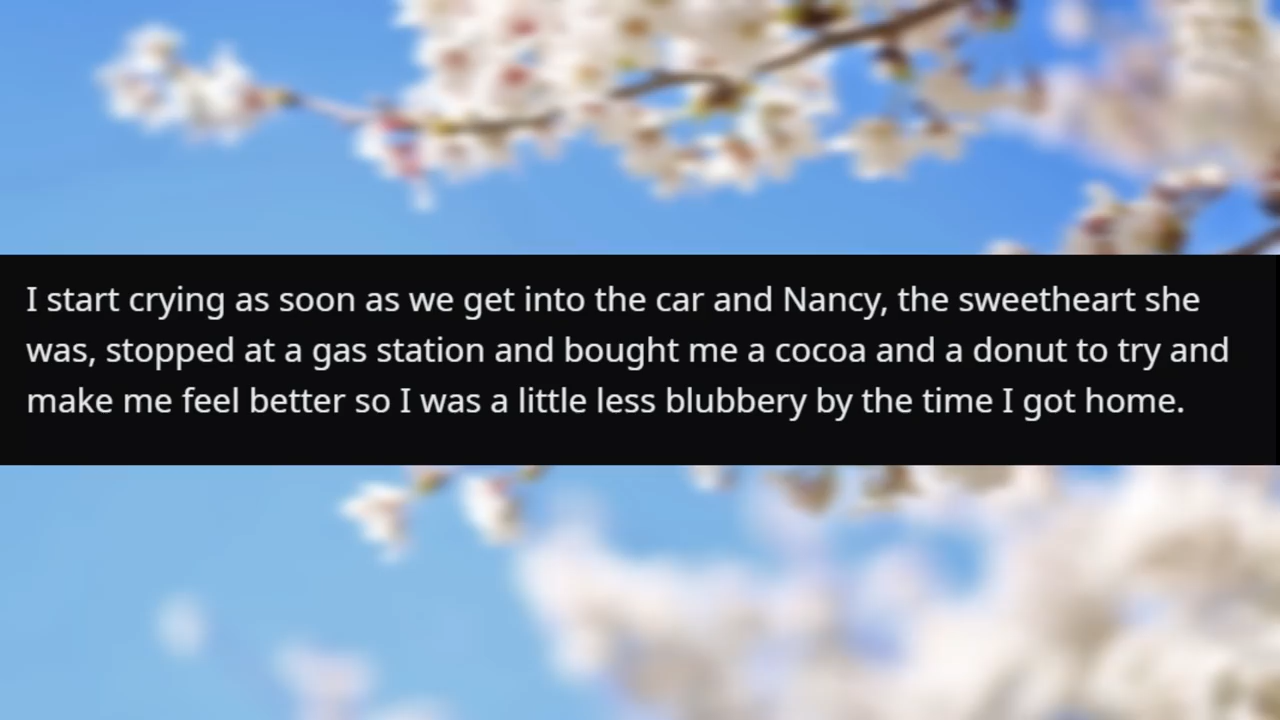 I start crying as soon as we get into the car and Nancy, the sweetheart she
was, stopped at a gas station and bought me a cocoa and a donut to try and
make me feel better so I was a little less blubbery by the time I got home.